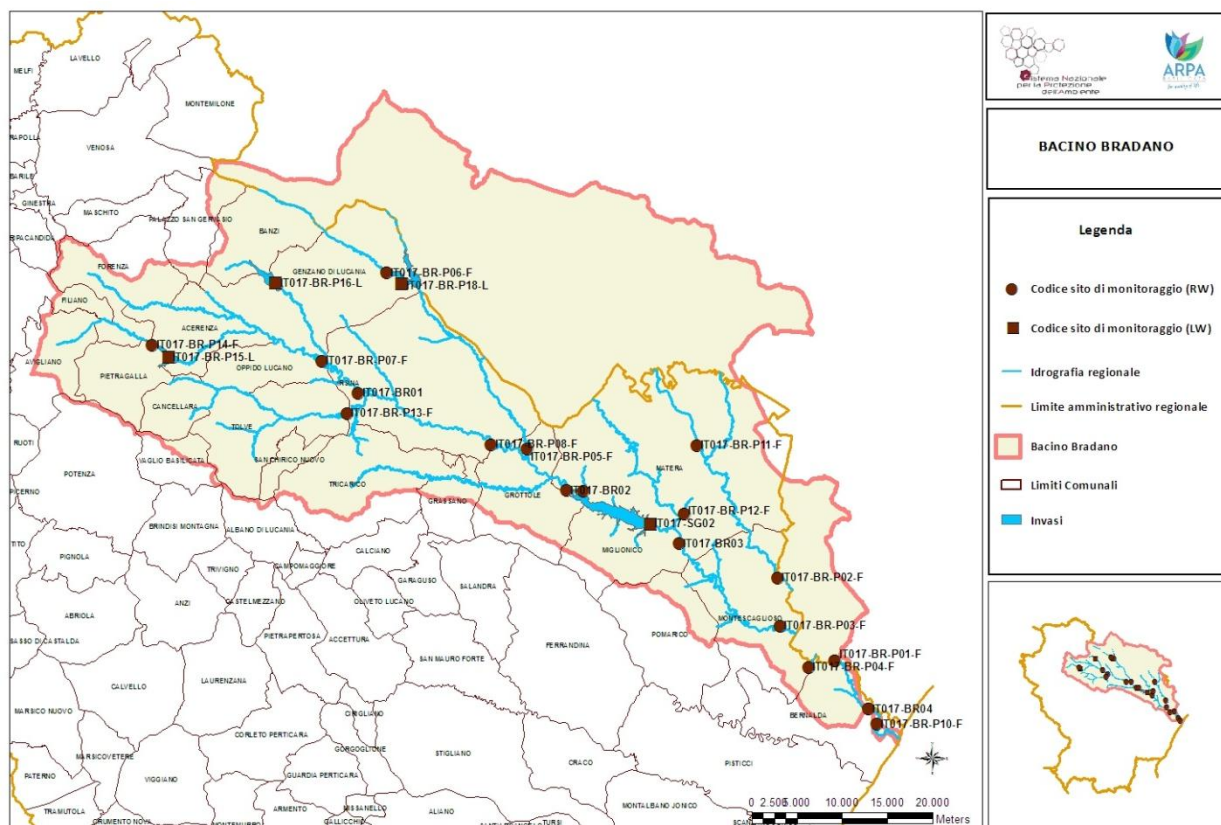 LAVELLO
MELFI
MONTEMILONE
RAPOLLA
VENOSA
BARILE
GINESTRA
MASCHITO
PALAZZO SAN GERVASIO
RIPACANDIDA
BANZI
FORENZA
GENZANO DI LUCANIA
IT017-BR-P06-F
IT017-BR-P16-L
IT017-BR-P18-L
FILIANO
ACERENZA
IT017-BR-P14-F
AVIGLIANO
IT017-BR-P15-L
OPPIDO LUCANO
IT017-BR-P07-F
PIETRAGALLA
IRSINA
IT017-BR01
CANCELLARA
IT017-BR-P13-F
TOLVE
RUOTI
IT017-BR-P08-F
IT017-BR-P11-F
VAGLIO BASILICATA
SAN CHIRICO NUOVO
IT017-BR-P05-F
POTENZA
MATERA
TRICARICO
PICERNO
GROTTOLE
IT017-BR02
GRASSANO
IT017-BR-P12-F
BRINDISI MONTAGNA
ALBANO DI LUCANIA
IT017-SG02
TITO
CALCIANO
IT017-BR03
PIGNOLA
TRIVIGNO
CAMPOMAGGIORE
MIGLIONICO
GARAGUSO
SALANDRA
IT017-BR-P02-F
ABRIOLA
ANZI
CASTELMEZZANO
OLIVETO LUCANO
MONTESCAGLIOSO
IT017-BR-P03-F
SASSO DI CASTALDA
PIETRAPERTOSA
ACCETTURA
POMARICO
FERRANDINA
SAN MAURO FORTE
IT017-BR-P01-F
IT017-BR-P04-F
CALVELLO
LAURENZANA
MARSICO NUOVO
CIRIGLIANO
BERNALDA
IT017-BR04
CORLETO PERTICARA
IT017-BR-P10-F
GORGOGLIONE
MARSICOVETERE
STIGLIANO
CRACO
PISTICCI
PATERNO
VIGGIANO
GUARDIA PERTICARA
TRAMUTOLA
ARMENTO
MISSANELLO
MONTALBANO JONICO
GRUMENTO NOVA
GALLICCHIO
ALIANO
TURSI
0 2.500 5.000 10.000 15.000 20.000
Meters
Sistema Nazionale
per la Protezione
dell'Ambiente
ARPA
BACINO BRADANO
Legenda
Codice sito di monitoraggio (RW)
Codice sito di monitoraggio (LW)
Idrografia regionale
Limite amministrativo regionale
Bacino Bradano
Limiti Comunali
Invasi